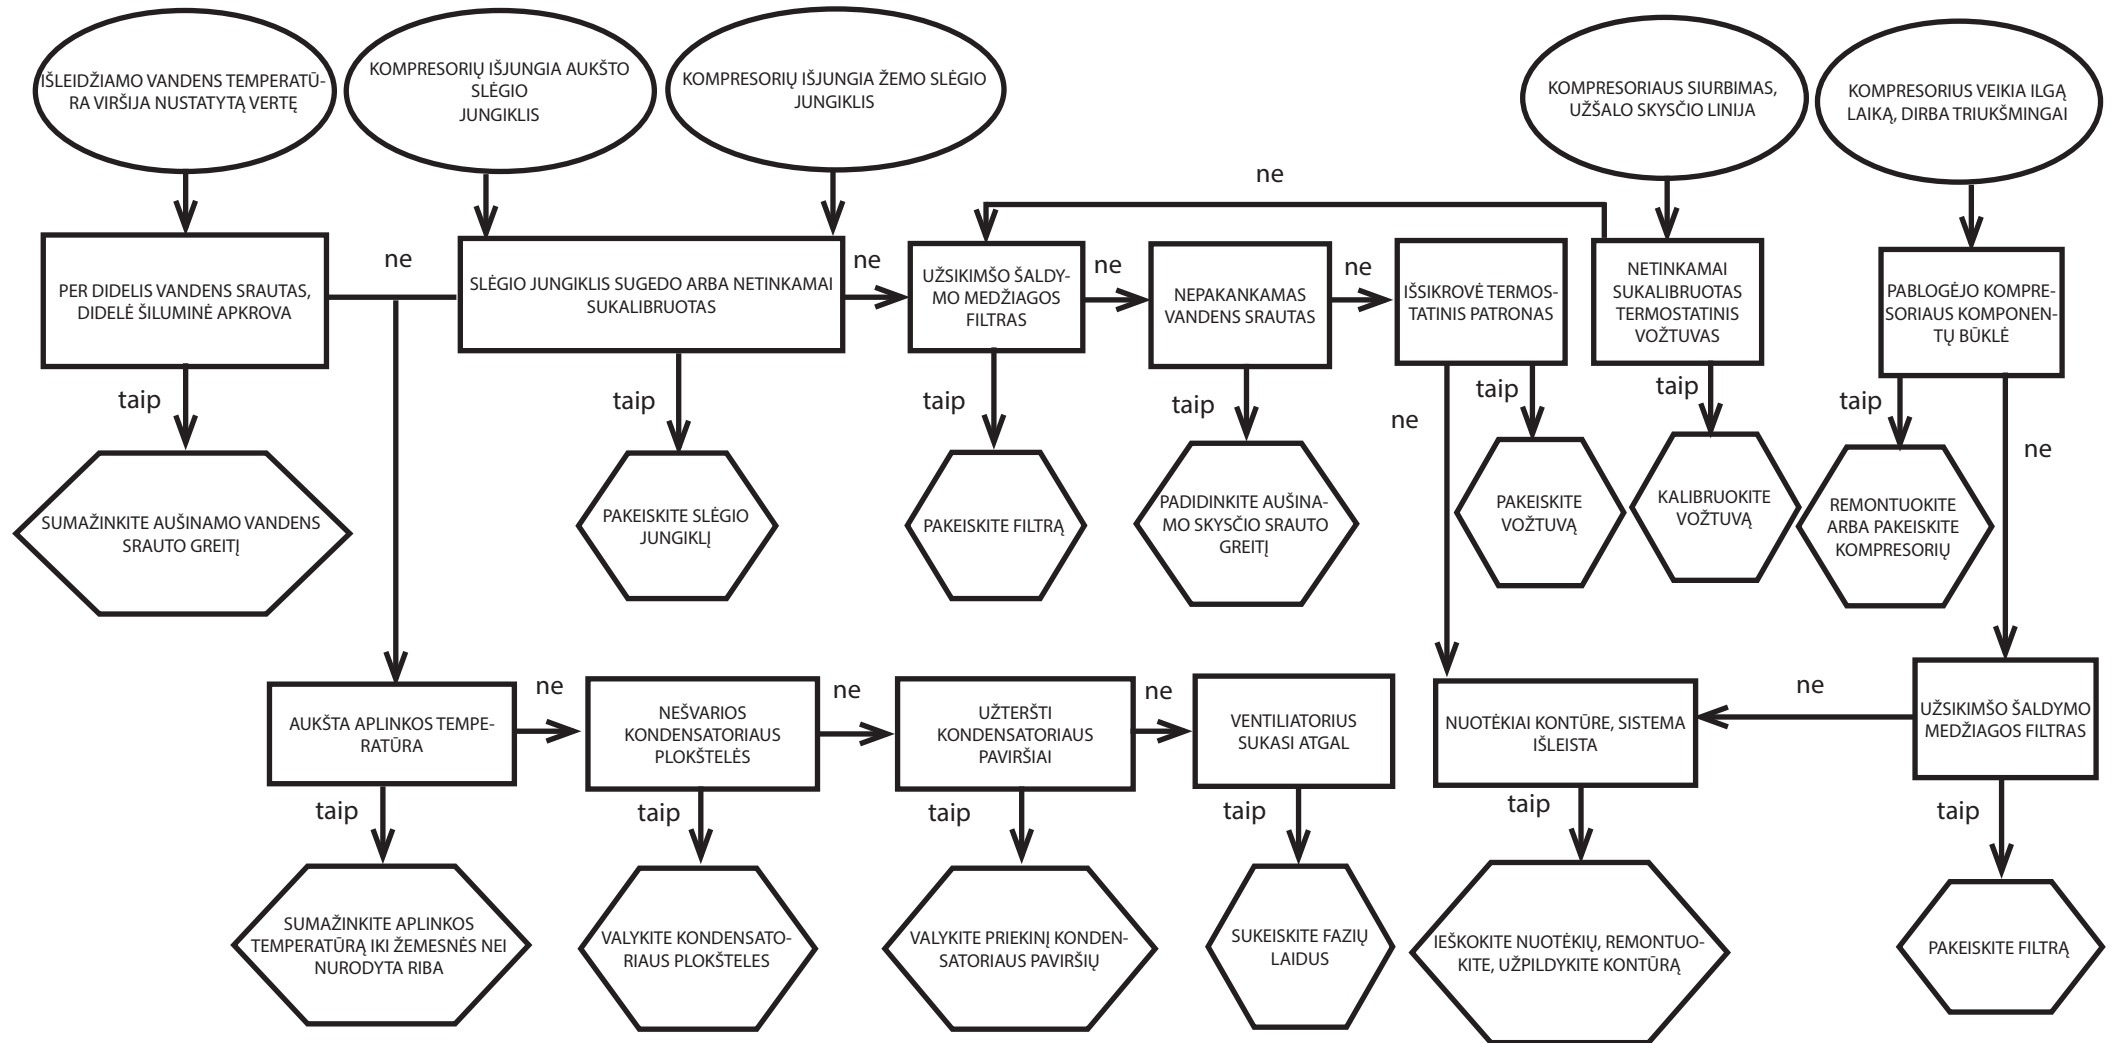 IŠLEIDŽIAMO VANDENS TEMPERATŪ-
RA VIRŠIJA NUSTATYTĄ VERTĘ
KOMPRESORIŲ IŠJUNGIA AUKŠTO
SLĖGIO
JUNGIKLIS
KOMPRESORIŲ IŠJUNGIA ŽEMO SLĖGIO
JUNGIKLIS
KOMPRESORIAUS SIURBIMAS,
UŽŠALO SKYSČIO LINIJA
KOMPRESORIUS VEIKIA ILGĄ
LAIKĄ, DIRBA TRIUKŠMINGAI
ne
PER DIDELIS VANDENS SRAUTAS,
DIDELĖ ŠILUMINĖ APKROVA
ne
SLĖGIO JUNGIKLIS SUGEDO ARBA NETINKAMAI
SUKALIBRUOTAS
ne
UŽSIKIMŠO ŠALDY-
MO MEDŽIAGOS
FILTRAS
ne
NEPAKANKAMAS
VANDENS SRAUTAS
ne
IŠSIKROVĖ TERMOS-
TATINIS PATRONAS
NETINKAMAI
SUKALIBRUOTAS
TERMOSTATINIS
VOŽTUVAS
PABLOGĖJO KOMPRE-
SORIAUS KOMPONEN-
TŲ BŪKLĖ
taip
taip
taip
taip
ne
taip
taip
taip
ne
SUMAŽINKITE AUŠINAMO VANDENS
SRAUTO GREITĮ
PAKEISKITE SLĖGIO
JUNGIKLĮ
PAKEISKITE FILTRĄ
PADIDINKITE AUŠINA-
MO SKYSČIO SRAUTO
GREITĮ
PAKEISKITE
VOŽTUVĄ
KALIBRUOKITE
VOŽTUVĄ
REMONTUOKITE
ARBA PAKEISKITE
KOMPRESORIŲ
AUKŠTA APLINKOS TEMPE-
RATŪRA
ne
NEŠVARIOS
KONDENSATORIAUS
PLOKŠTELĖS
ne
UŽTERŠTI
KONDENSATORIAUS
PAVIRŠIAI
ne
VENTILIATORIUS
SUKASI ATGAL
NUOTĖKIAI KONTŪRE, SISTEMA
IŠLEISTA
ne
UŽSIKIMŠO ŠALDYMO
MEDŽIAGOS FILTRAS
taip
taip
taip
taip
taip
taip
SUMAŽINKITE APLINKOS
TEMPERATŪRĄ IKI ŽEMESNĖS NEI
NURODYTA RIBA
VALYKITE KONDENSATO-
RIAUS PLOKŠTELES
VALYKITE PRIEKINĮ KONDEN-
SATORIAUS PAVIRŠIŲ
SUKEISKITE FAZIŲ
LAIDUS
IEŠKOKITE NUOTĖKIŲ, REMONTUO-
KITE, UŽPILDYKITE KONTŪRĄ
PAKEISKITE FILTRĄ